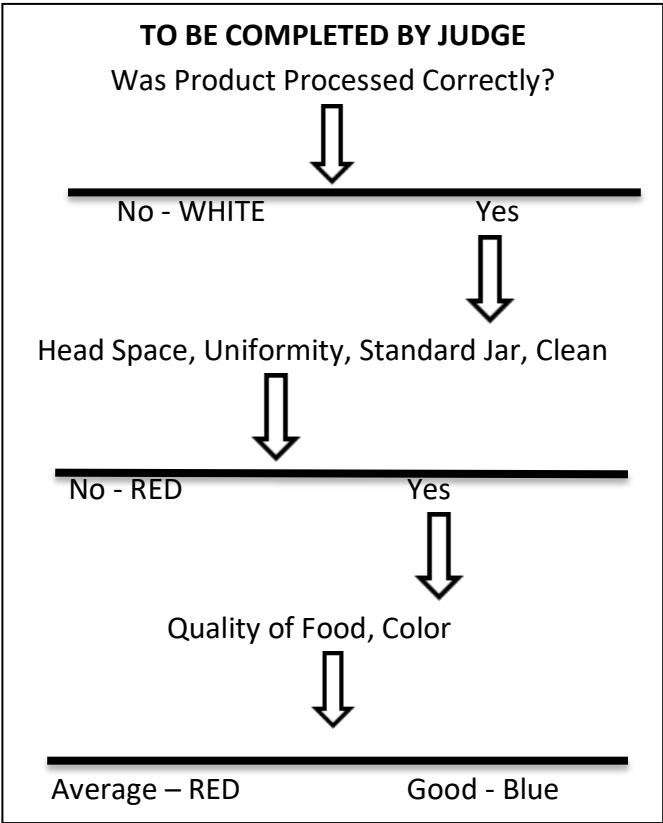 TO BE COMPLETED BY JUDGE
Was Product Processed Correctly?
No - WHITE Yes
Head Space, Uniformity, Standard Jar, Clean
No - RED Yes
Quality of Food, Color
Average – RED Good - Blue